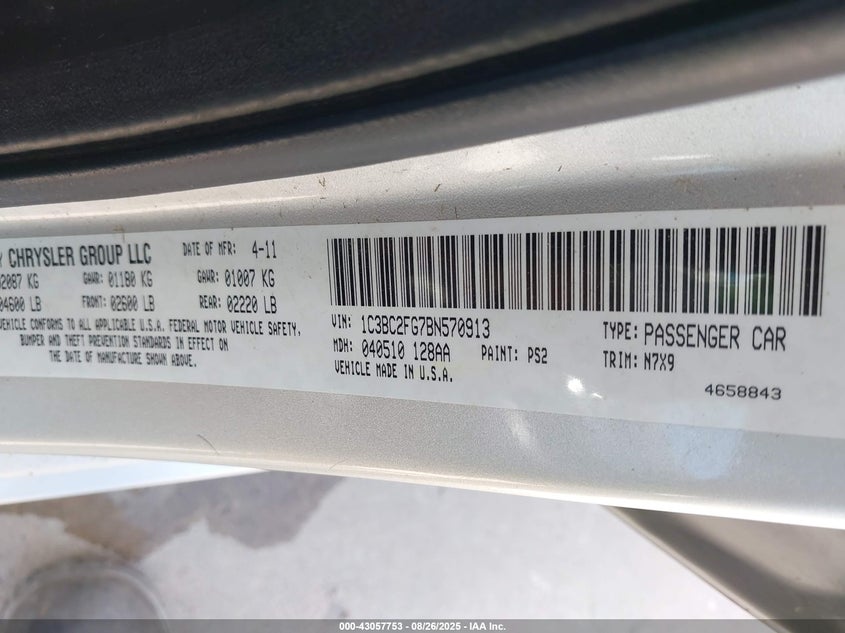 Y CHRYSLER GROUP LLC DATE OF MFR: 4-11
02087 KG GAWR: 01180 KG GAWR: 01007 KG
04600 LB FRONT: 02600 LB REAR: 02220 LB
VEHICLE CONFORMS TO ALL APPLICABLE U.S.A. FEDERAL MOTOR VEHICLE SAFETY,
BUMPER AND THEFT PREVENTION STANDARDS IN EFFECT ON
THE DATE OF MANUFACTURE SHOWN ABOVE.
VIN: 1C3BC2FG7BN570913 TYPE: PASSENGER CAR
MDH: 040510 128AA PAINT: PS2 TRIM: N7X9
VEHICLE MADE IN U.S.A.
4658843
000-43057753 - 08/26/2025 - IAA Inc.